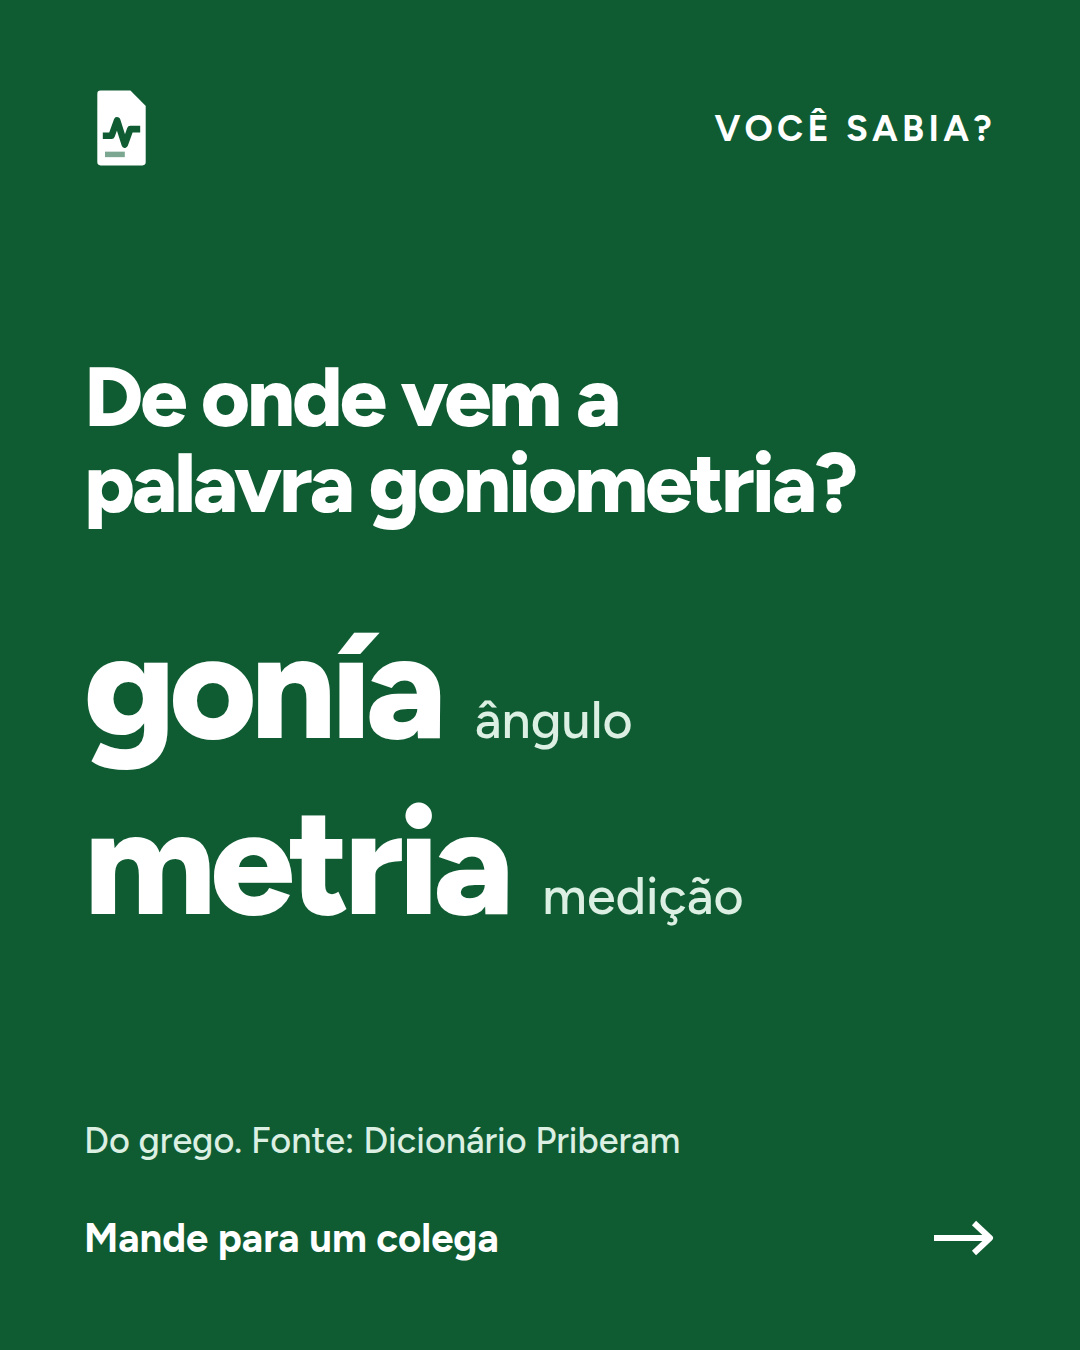 VOCÊ SABIA?
De onde vem a
palavra goniometria?
gonía ângulo
metria medição
Do grego. Fonte: Dicionário Priberam
Mande para um colega